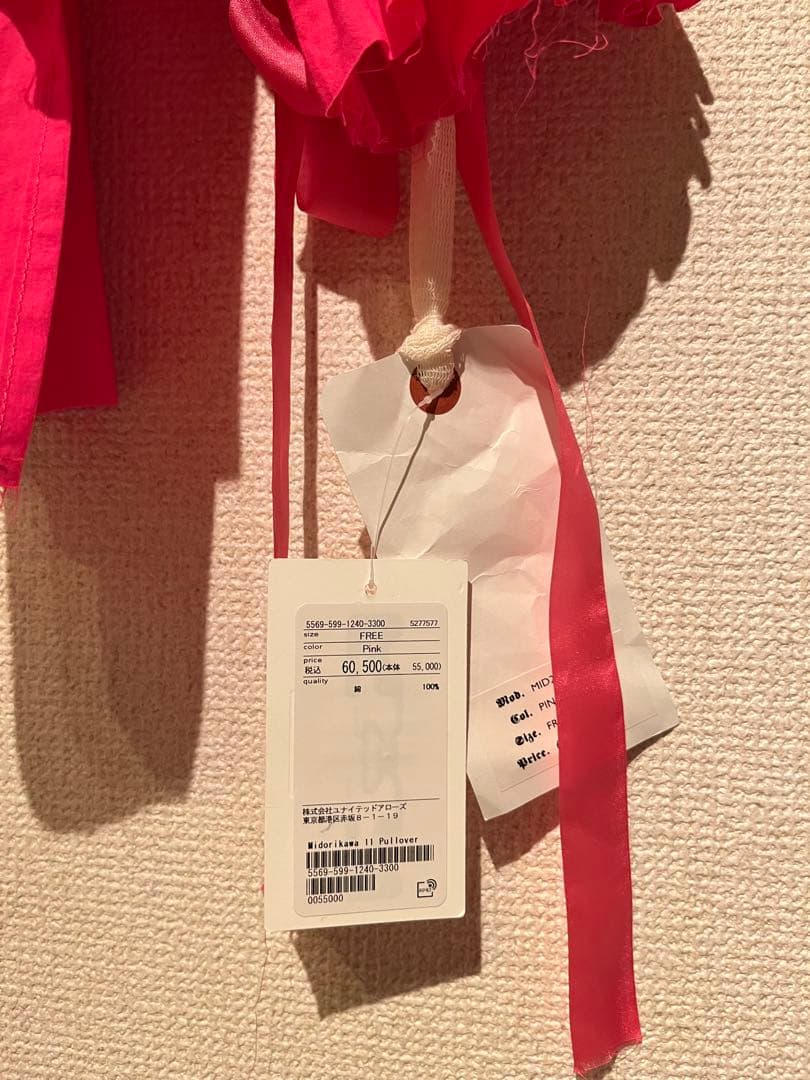 5569-599-1240-3300 5277577
size FREE
color Pink
price 税込 60,500(本体 55,000)
quality
綿 100%
株式会社ユナイテッドアローズ
東京都港区赤坂8-1-19
Midorikawa 11 Pullover
5569-599-1240-3300
0055000
Mod.
Col.
Size.
Price.